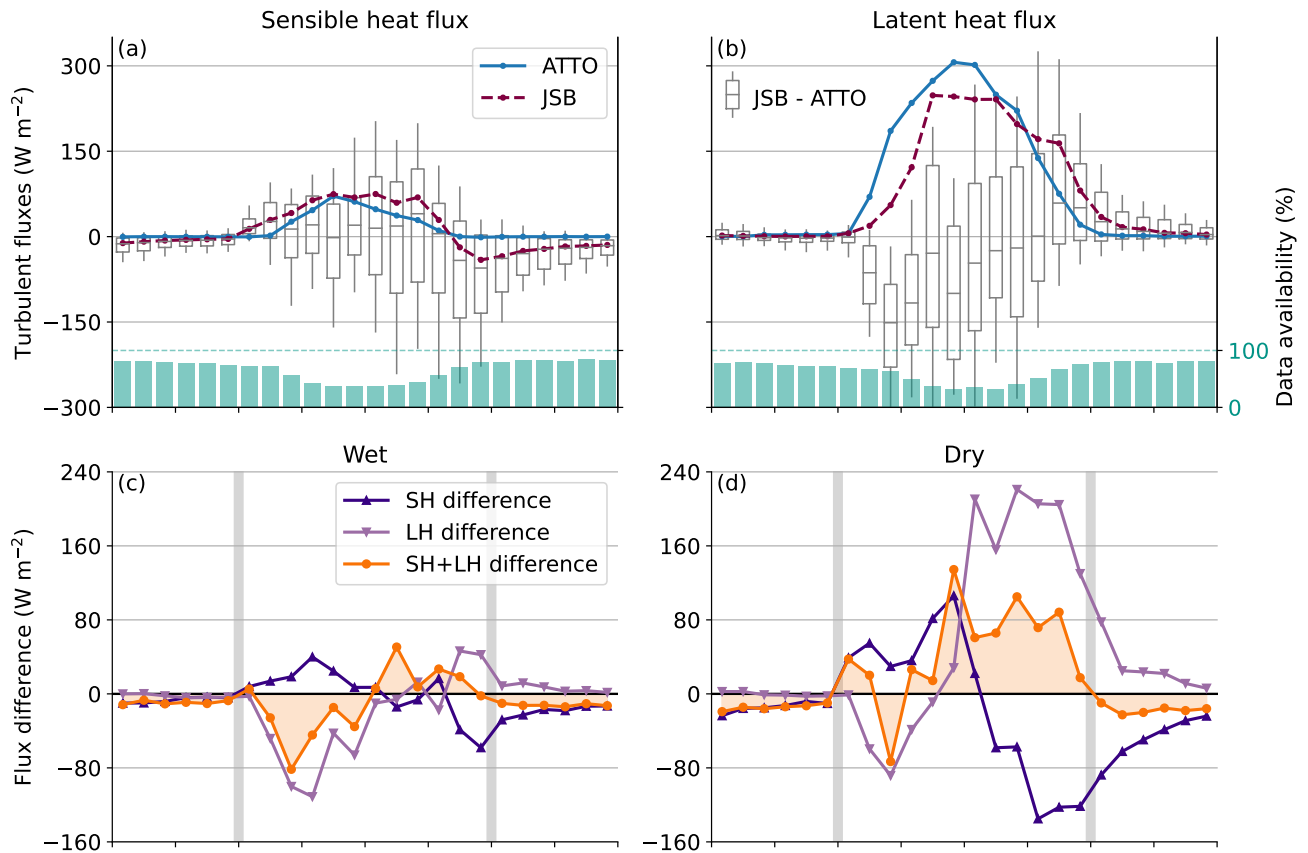 Sensible heat flux
Latent heat flux
(a)
ATTO
JSB
(b)
JSB - ATTO
300
150
0
−150
−300
Turbulent fluxes (W m−2)
100
0
Data availability (%)
Wet
Dry
(c)
SH difference
LH difference
SH+LH difference
(d)
240
160
80
0
−80
−160
Flux difference (W m−2)